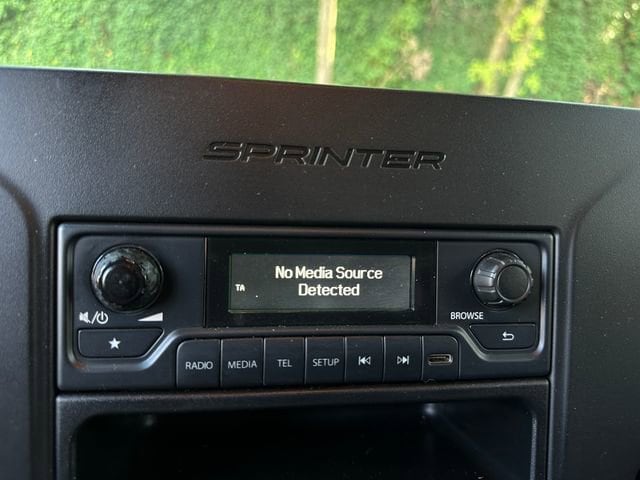 SPRINTER
No Media Source
TA
Detected
BROWSE
RADIO
MEDIA
TEL
SETUP